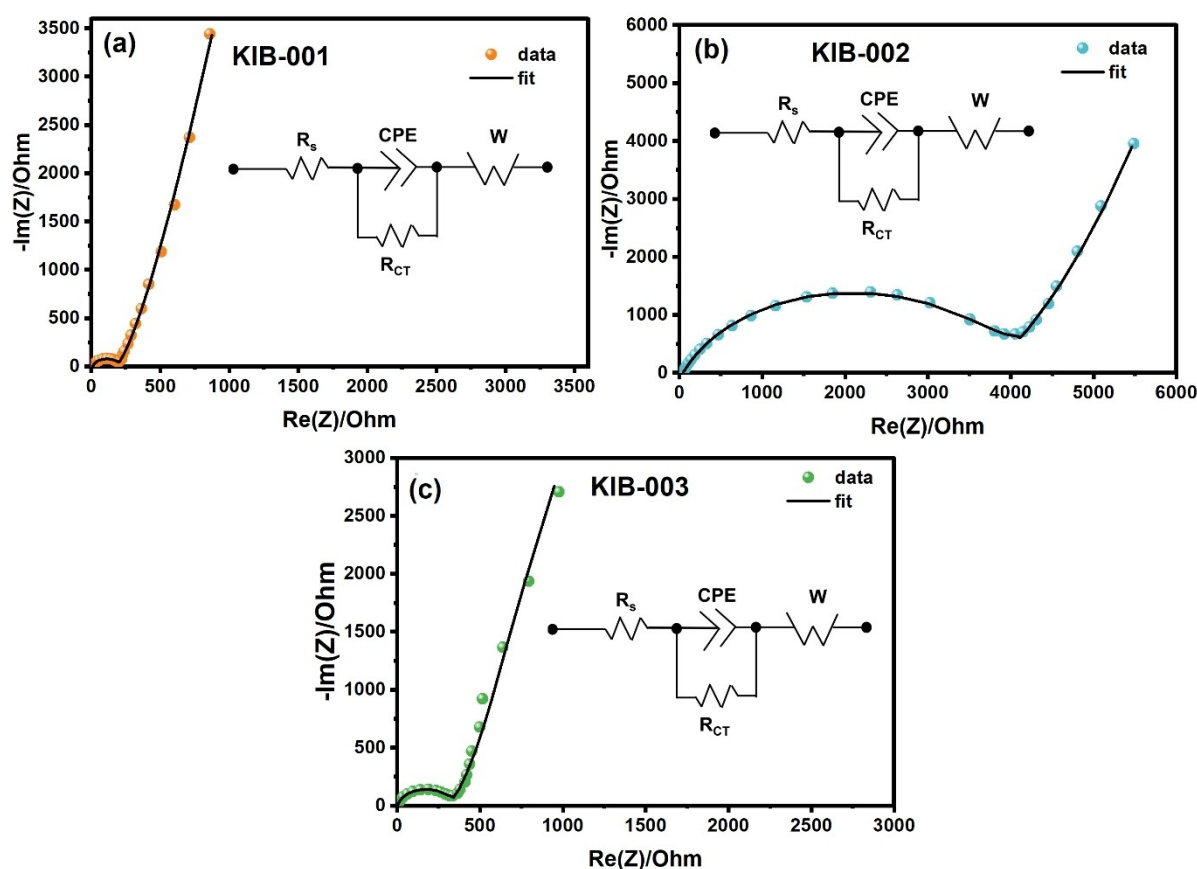 (a)
KIB-001
data
fit
Rs
CPE
W
RCT
-Im(Z)/Ohm
3500
3000
2500
2000
1500
1000
500
0
0 500 1000 1500 2000 2500 3000 3500
Re(Z)/Ohm
(b)
KIB-002
data
fit
Rs
CPE
W
RCT
-Im(Z)/Ohm
6000
5000
4000
3000
2000
1000
0
0 1000 2000 3000 4000 5000 6000
Re(Z)/Ohm
(c)
KIB-003
data
fit
Rs
CPE
W
RCT
-Im(Z)/Ohm
3000
2500
2000
1500
1000
500
0
0 500 1000 1500 2000 2500 3000
Re(Z)/Ohm